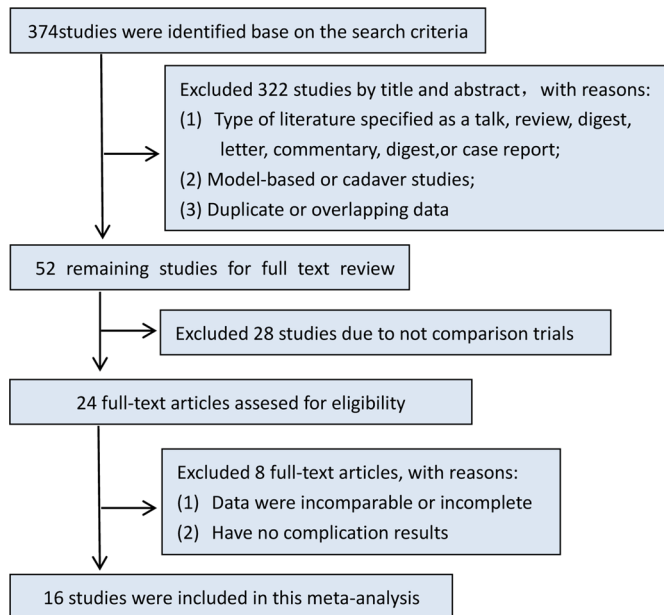 374studies were identified base on the search criteria
Excluded 322 studies by title and abstract，with reasons:
(1) Type of literature specified as a talk, review, digest,
letter, commentary, digest,or case report;
(2) Model-based or cadaver studies;
(3) Duplicate or overlapping data
52 remaining studies for full text review
Excluded 28 studies due to not comparison trials
24 full-text articles assesed for eligibility
Excluded 8 full-text articles, with reasons:
(1) Data were incomparable or incomplete
(2) Have no complication results
16 studies were included in this meta-analysis